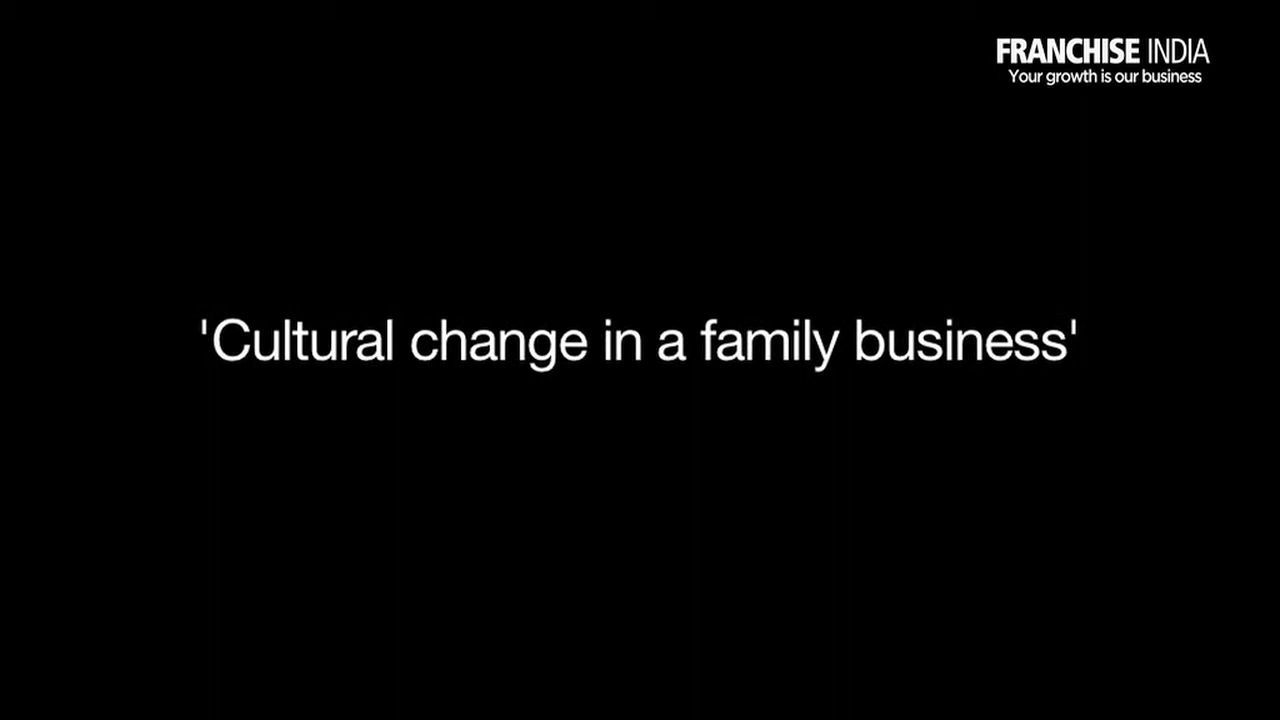 FRANCHISE INDIA
Your growth is our business
'Cultural change in a family business'